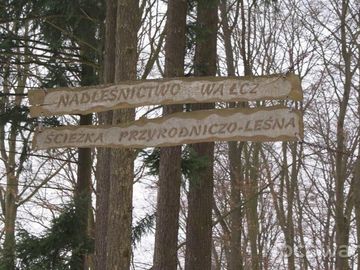 NADLEŚNICTWO WAŁCZ
ŚCIEŻKA PRZYRODNICZO-LEŚNA